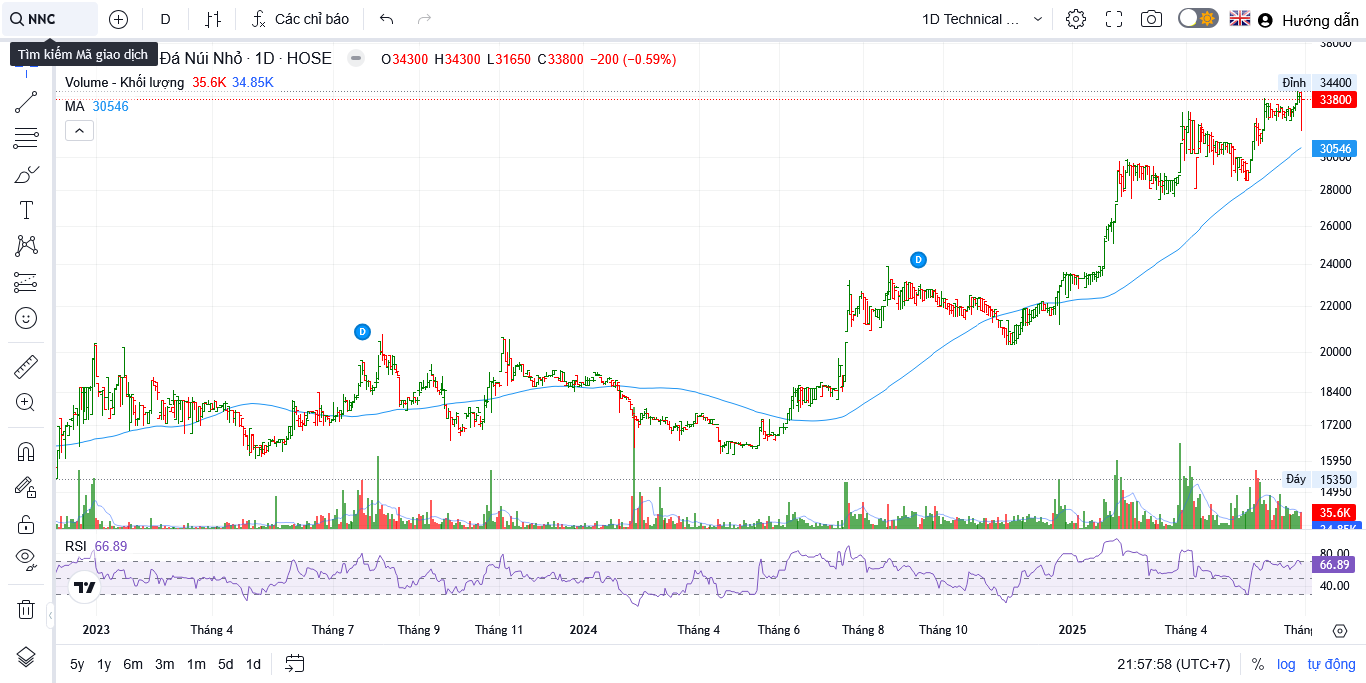 NNC D Các chỉ báo 1D Technical ... Hướng dẫn
Tìm kiếm Mã giao dịch
Đá Núi Nhỏ · 1D · HOSE O34300 H34300 L31650 C33800 −200 (−0.59%)
Volume - Khối lượng 35.6K 34.85K
MA 30546
D
D
38000
Đỉnh 34400
33800
30546
30000
28000
26000
24000
22000
20000
18400
17200
15950
Đáy 15350
14950
35.6K
34.85K
RSI 66.89
80.00
66.89
40.00
2023 Tháng 4 Tháng 7 Tháng 9 Tháng 11 2024 Tháng 4 Tháng 6 Tháng 8 Tháng 10 2025 Tháng 4 Tháng
5y 1y 6m 3m 1m 5d 1d 21:57:58 (UTC+7) % log tự động